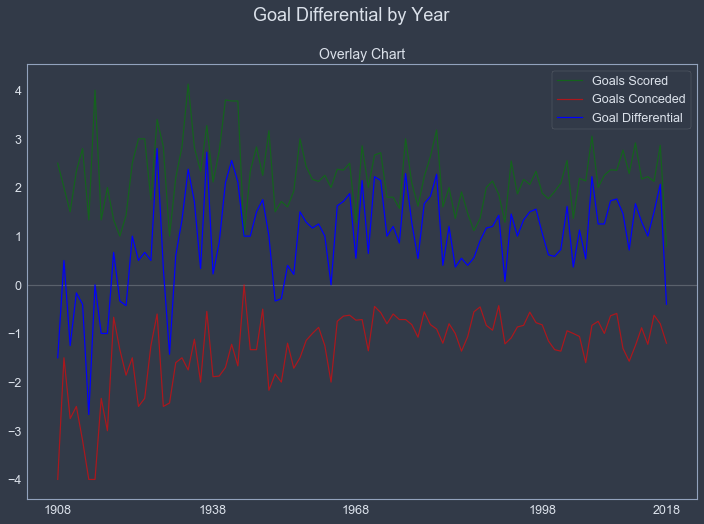 Goal Differential by Year
Overlay Chart
Goals Scored
Goals Conceded
Goal Differential
4
3
2
1
0
−1
−2
−3
−4
1908 1938 1968 1998 2018